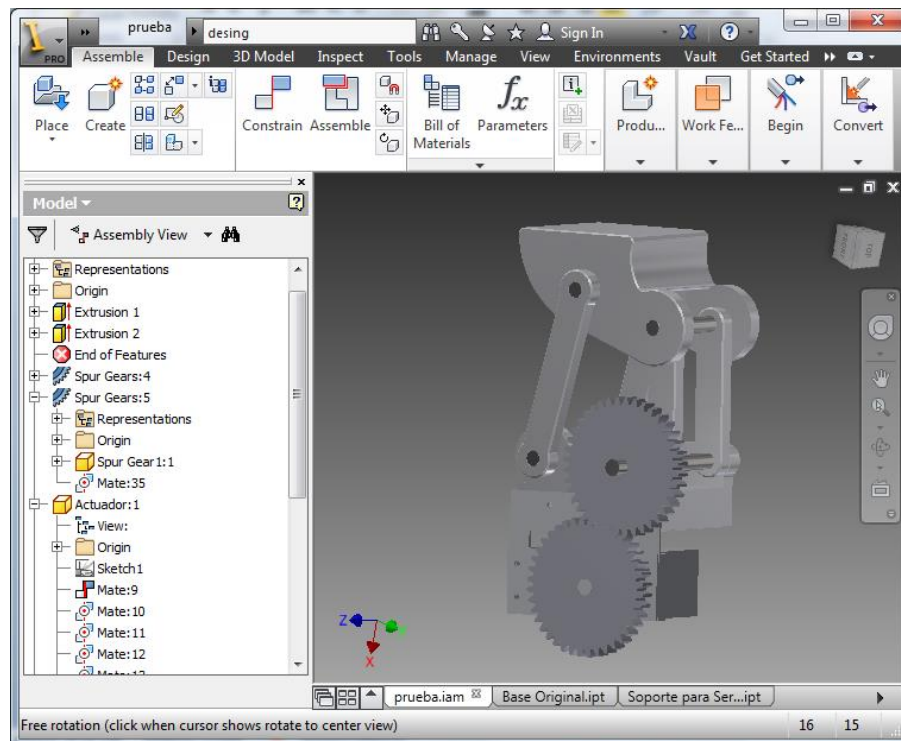 prueba desing Sign In
PRO Assemble Design 3D Model Inspect Tools Manage View Environments Vault Get Started
Place Create Constrain Assemble Bill of Materials Parameters Produ... Work Fe... Begin Convert
Model
Assembly View
Representations
Origin
Extrusion 1
Extrusion 2
End of Features
Spur Gears:4
Spur Gears:5
Representations
Origin
Spur Gear1:1
Mate:35
Actuador:1
View:
Origin
Sketch1
Mate:9
Mate:10
Mate:11
Mate:12
FRONT TOP
Z
X
prueba.iam Base Original.ipt Soporte para Ser...ipt
Free rotation (click when cursor shows rotate to center view) 16 15